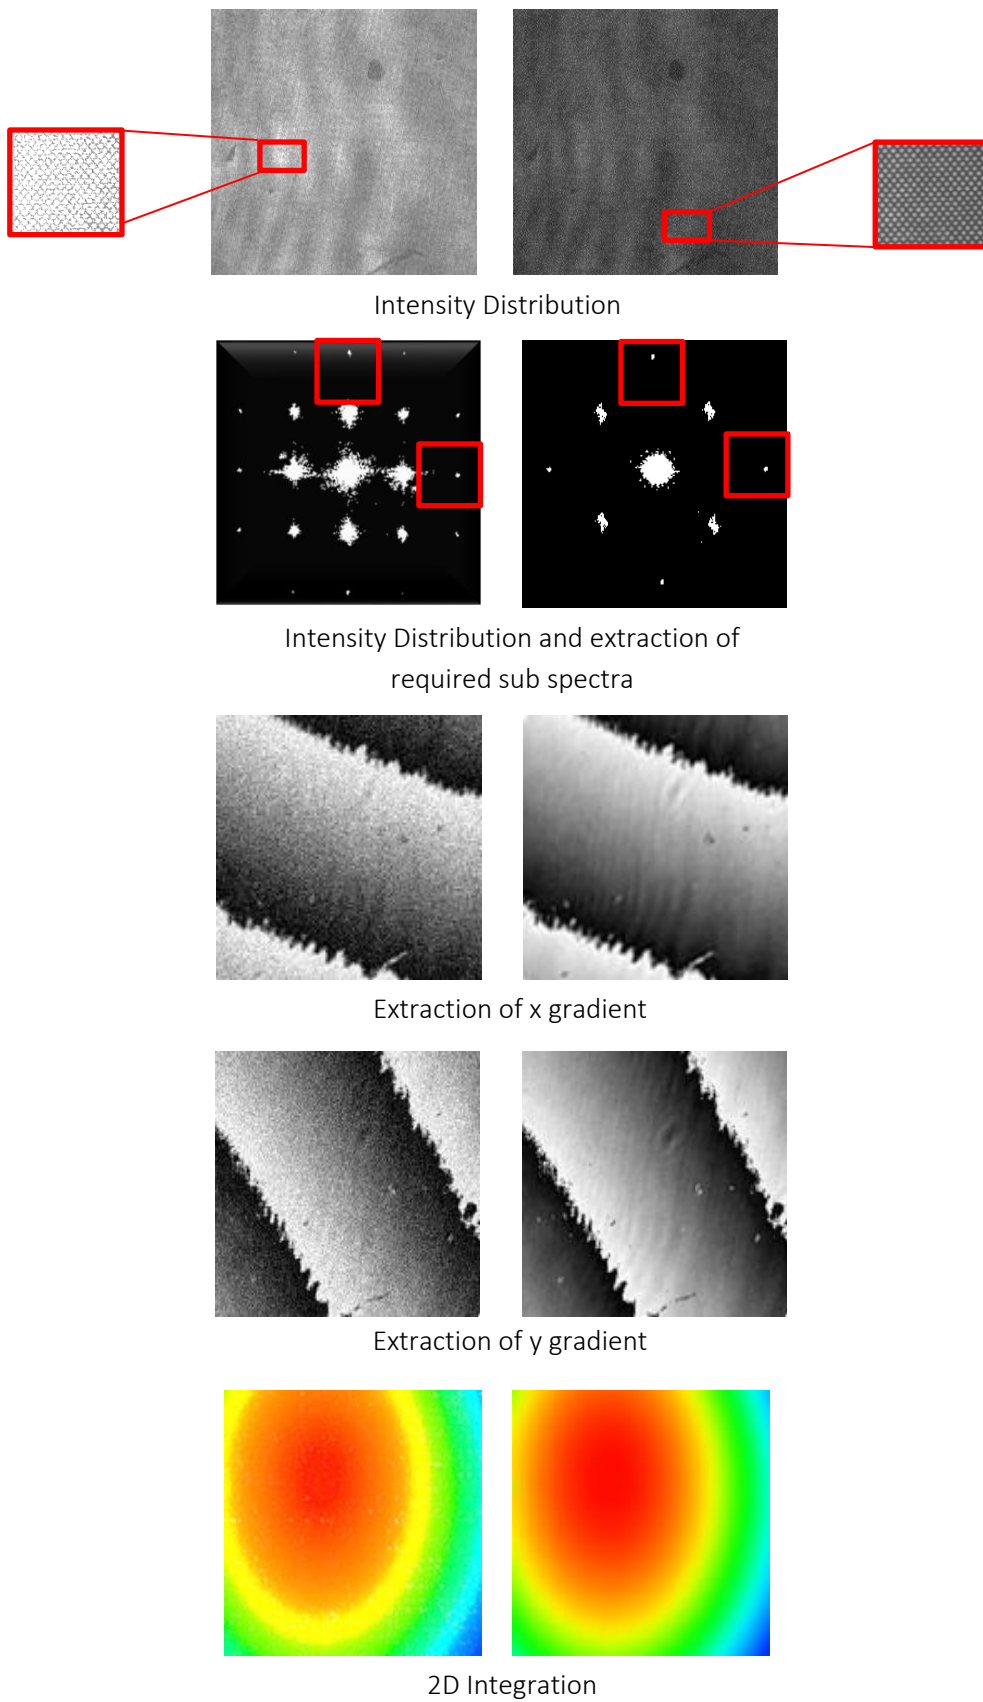 Intensity Distribution
Intensity Distribution and extraction of
required sub spectra
Extraction of x gradient
Extraction of y gradient
2D Integration